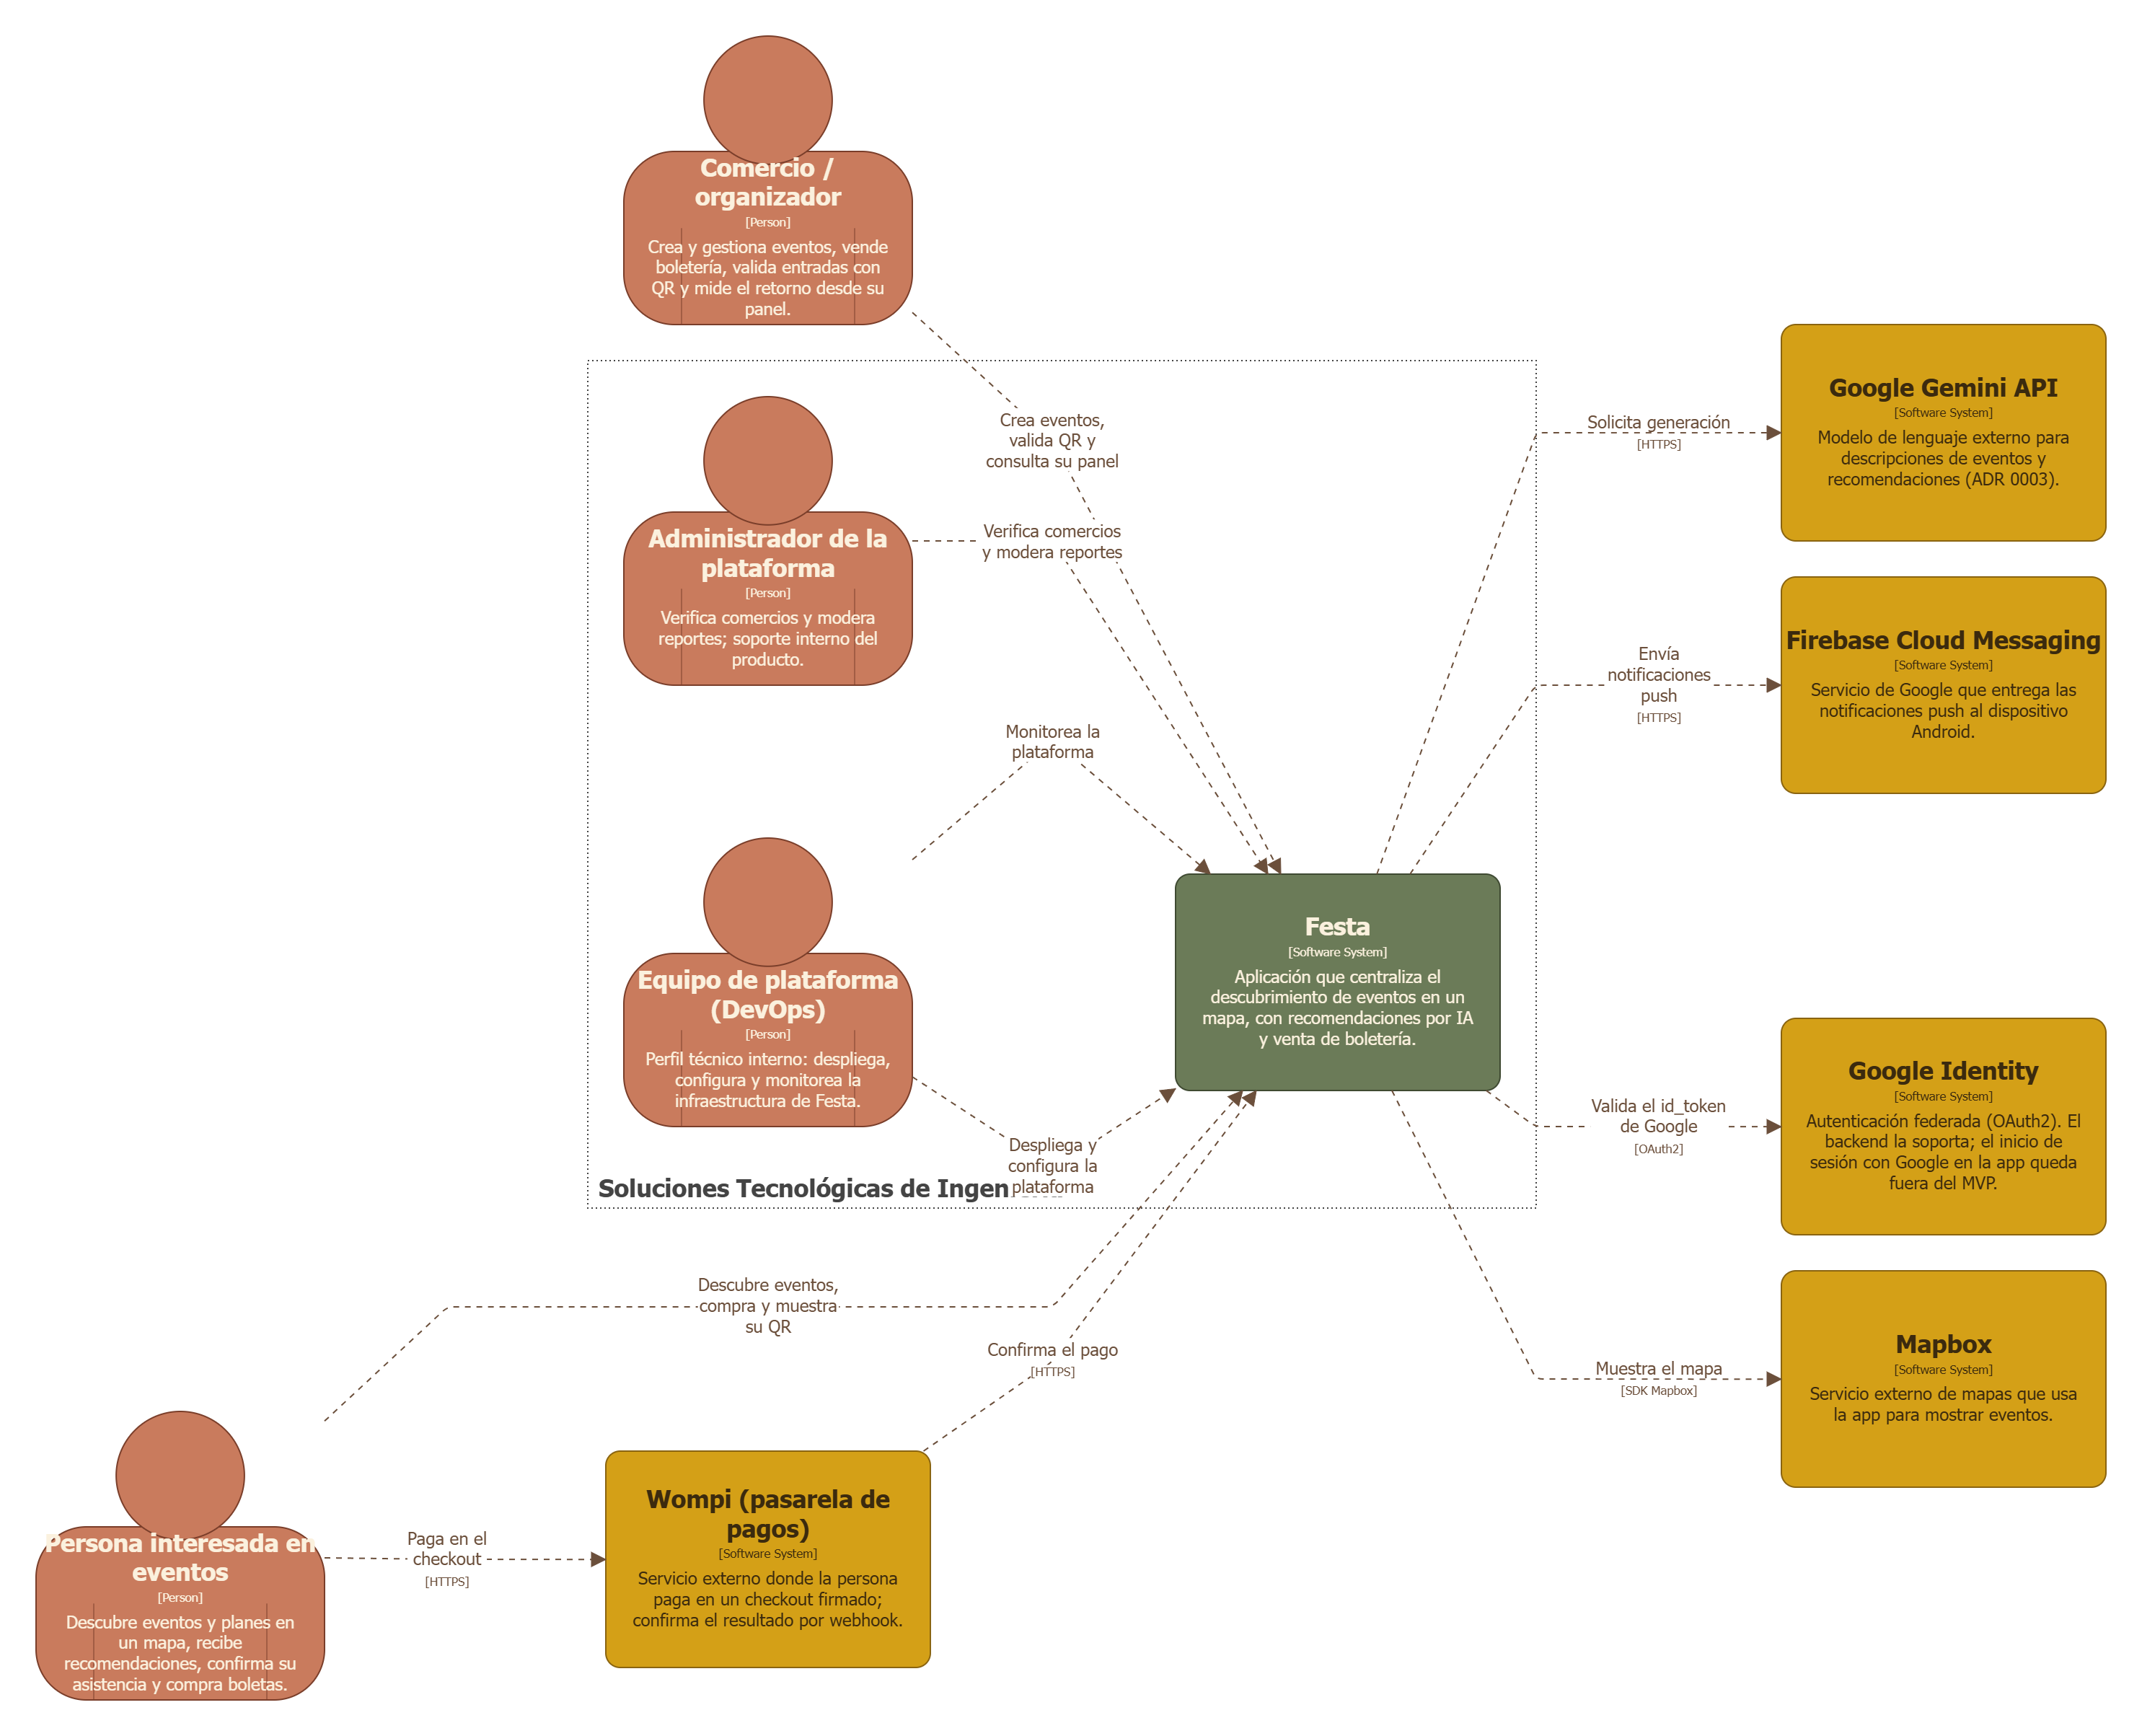 Comercio /
organizador
[Person]
Crea y gestiona eventos, vende
boletería, valida entradas con
QR y mide el retorno desde su
panel.
Crea eventos,
valida QR y
consulta su panel
Administrador de la
plataforma
[Person]
Verifica comercios y modera
reportes; soporte interno del
producto.
Verifica comercios
y modera reportes
Monitorea la
plataforma
Equipo de plataforma
(DevOps)
[Person]
Perfil técnico interno: despliega,
configura y monitorea la
infraestructura de Festa.
Despliega y
configura la
plataforma
Soluciones Tecnológicas de
Festa
[Software System]
Aplicación que centraliza el
descubrimiento de eventos en un
mapa, con recomendaciones por IA
y venta de boletería.
Solicita generación
[HTTPS]
Google Gemini API
[Software System]
Modelo de lenguaje externo para
descripciones de eventos y
recomendaciones (ADR 0003).
Envía
notificaciones
push
[HTTPS]
Firebase Cloud Messaging
[Software System]
Servicio de Google que entrega las
notificaciones push al dispositivo
Android.
Valida el id_token
de Google
[OAuth2]
Google Identity
[Software System]
Autenticación federada (OAuth2). El
backend la soporta; el inicio de
sesión con Google en la app queda
fuera del MVP.
Muestra el mapa
[SDK Mapbox]
Mapbox
[Software System]
Servicio externo de mapas que usa
la app para mostrar eventos.
Descubre eventos,
compra y muestra
su QR
Confirma el pago
[HTTPS]
Persona interesada en
eventos
[Person]
Descubre eventos y planes en
un mapa, recibe
recomendaciones, confirma su
asistencia y compra boletas.
Paga en el
checkout
[HTTPS]
Wompi (pasarela de
pagos)
[Software System]
Servicio externo donde la persona
paga en un checkout firmado;
confirma el resultado por webhook.